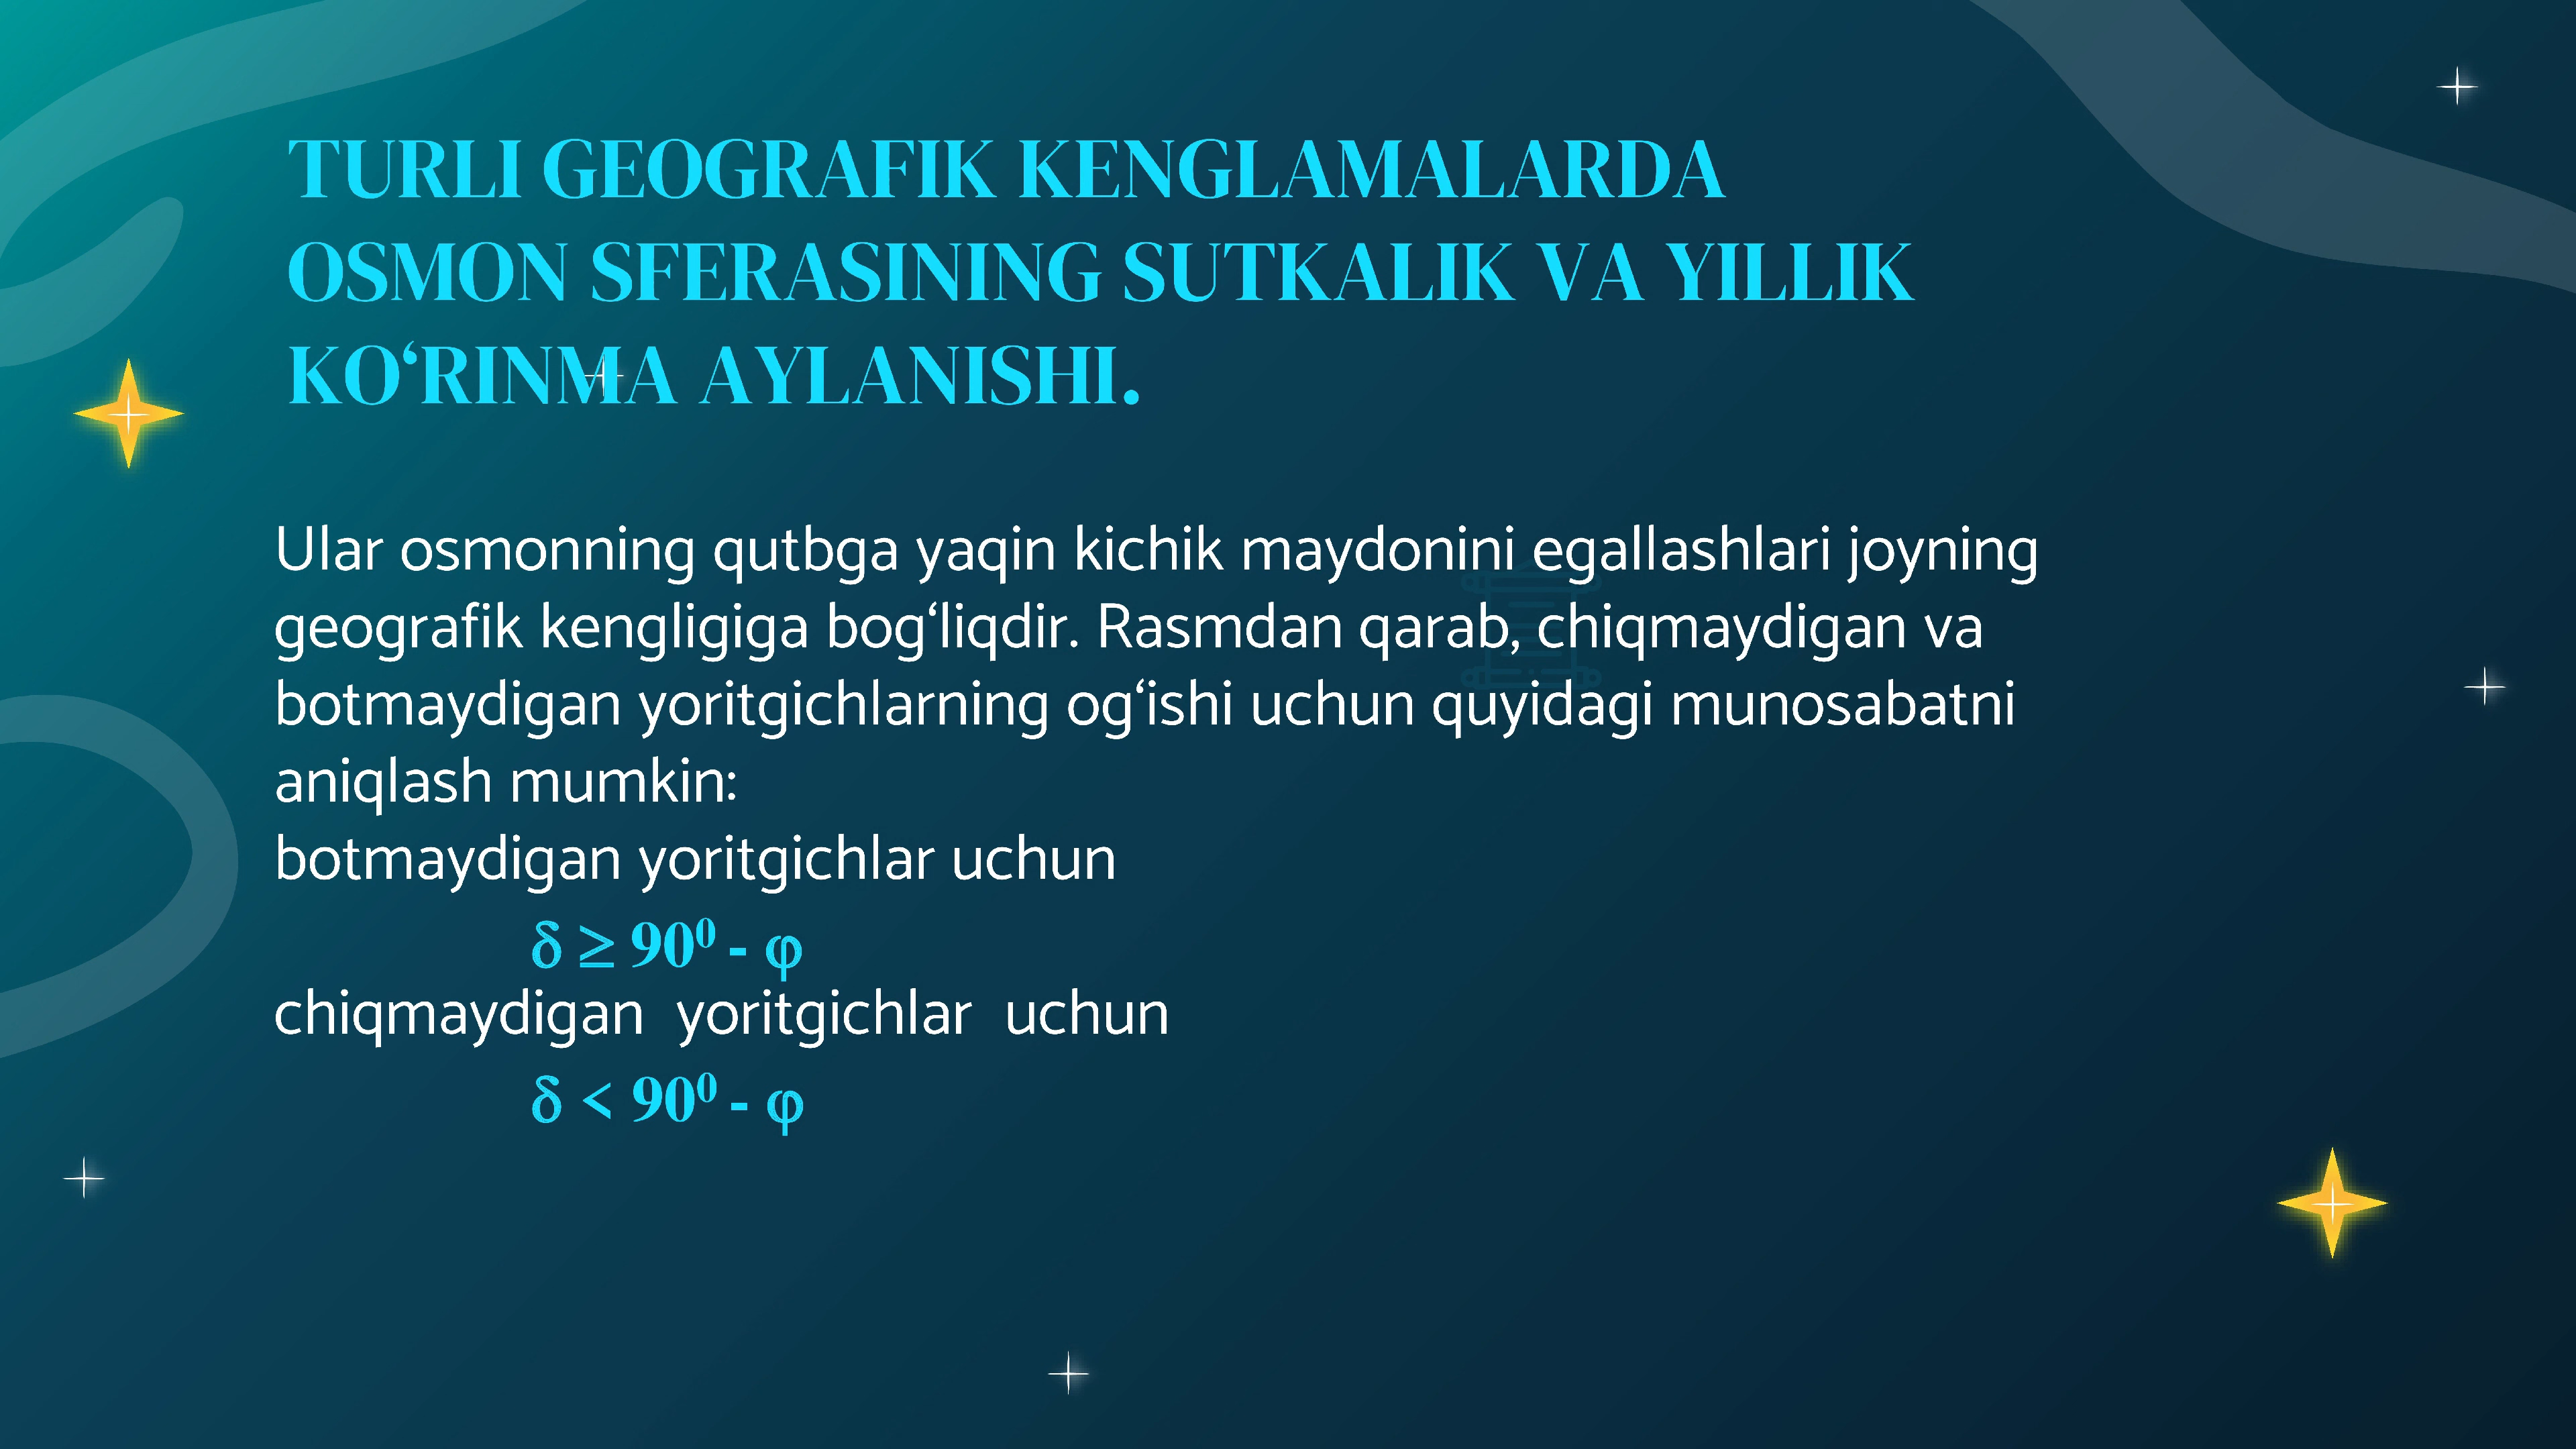 TURLI GEOGRAFIK KENGLAMALARDA
OSMON SFERASINING SUTKALIK VA YILLIK
KO‘RINMA AYLANISHI.
Ular osmonning qutbga yaqin kichik maydonini egallashlari joyning
geografik kengligiga bog‘liqdir. Rasmdan qarab, chiqmaydigan va
botmaydigan yoritgichlarning og‘ishi uchun quyidagi munosabatni
aniqlash mumkin:
botmaydigan yoritgichlar uchun
δ ≥ 90⁰ - φ
chiqmaydigan yoritgichlar uchun
δ < 90⁰ - φ